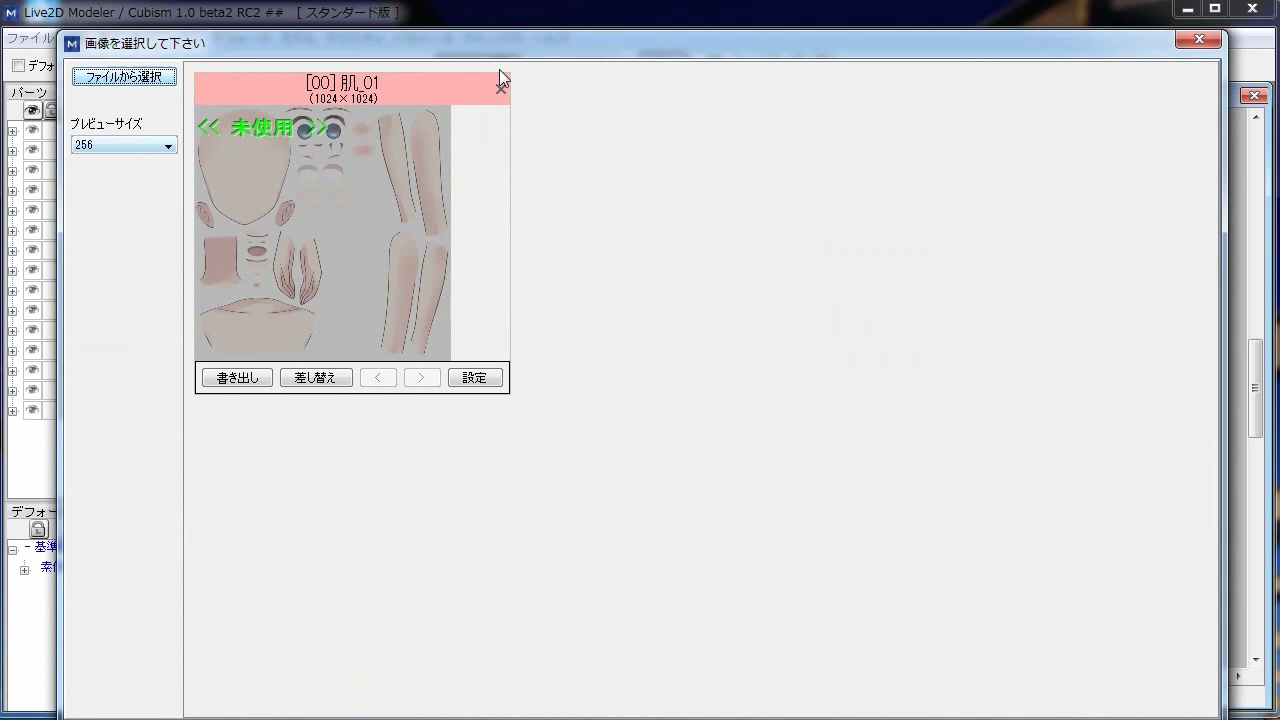 Live2D Modeler / Cubism 1.0 beta2 RC2 ## [ スタンダード版 ]
ファイル
画像を選択して下さい
デフォ
ファイルから選択
パーツ
プレビューサイズ
256
[00] 肌_01
(1024×1024)
<< 未使用 >>
書き出し
差し替え
<
>
設定
デフォー
基準